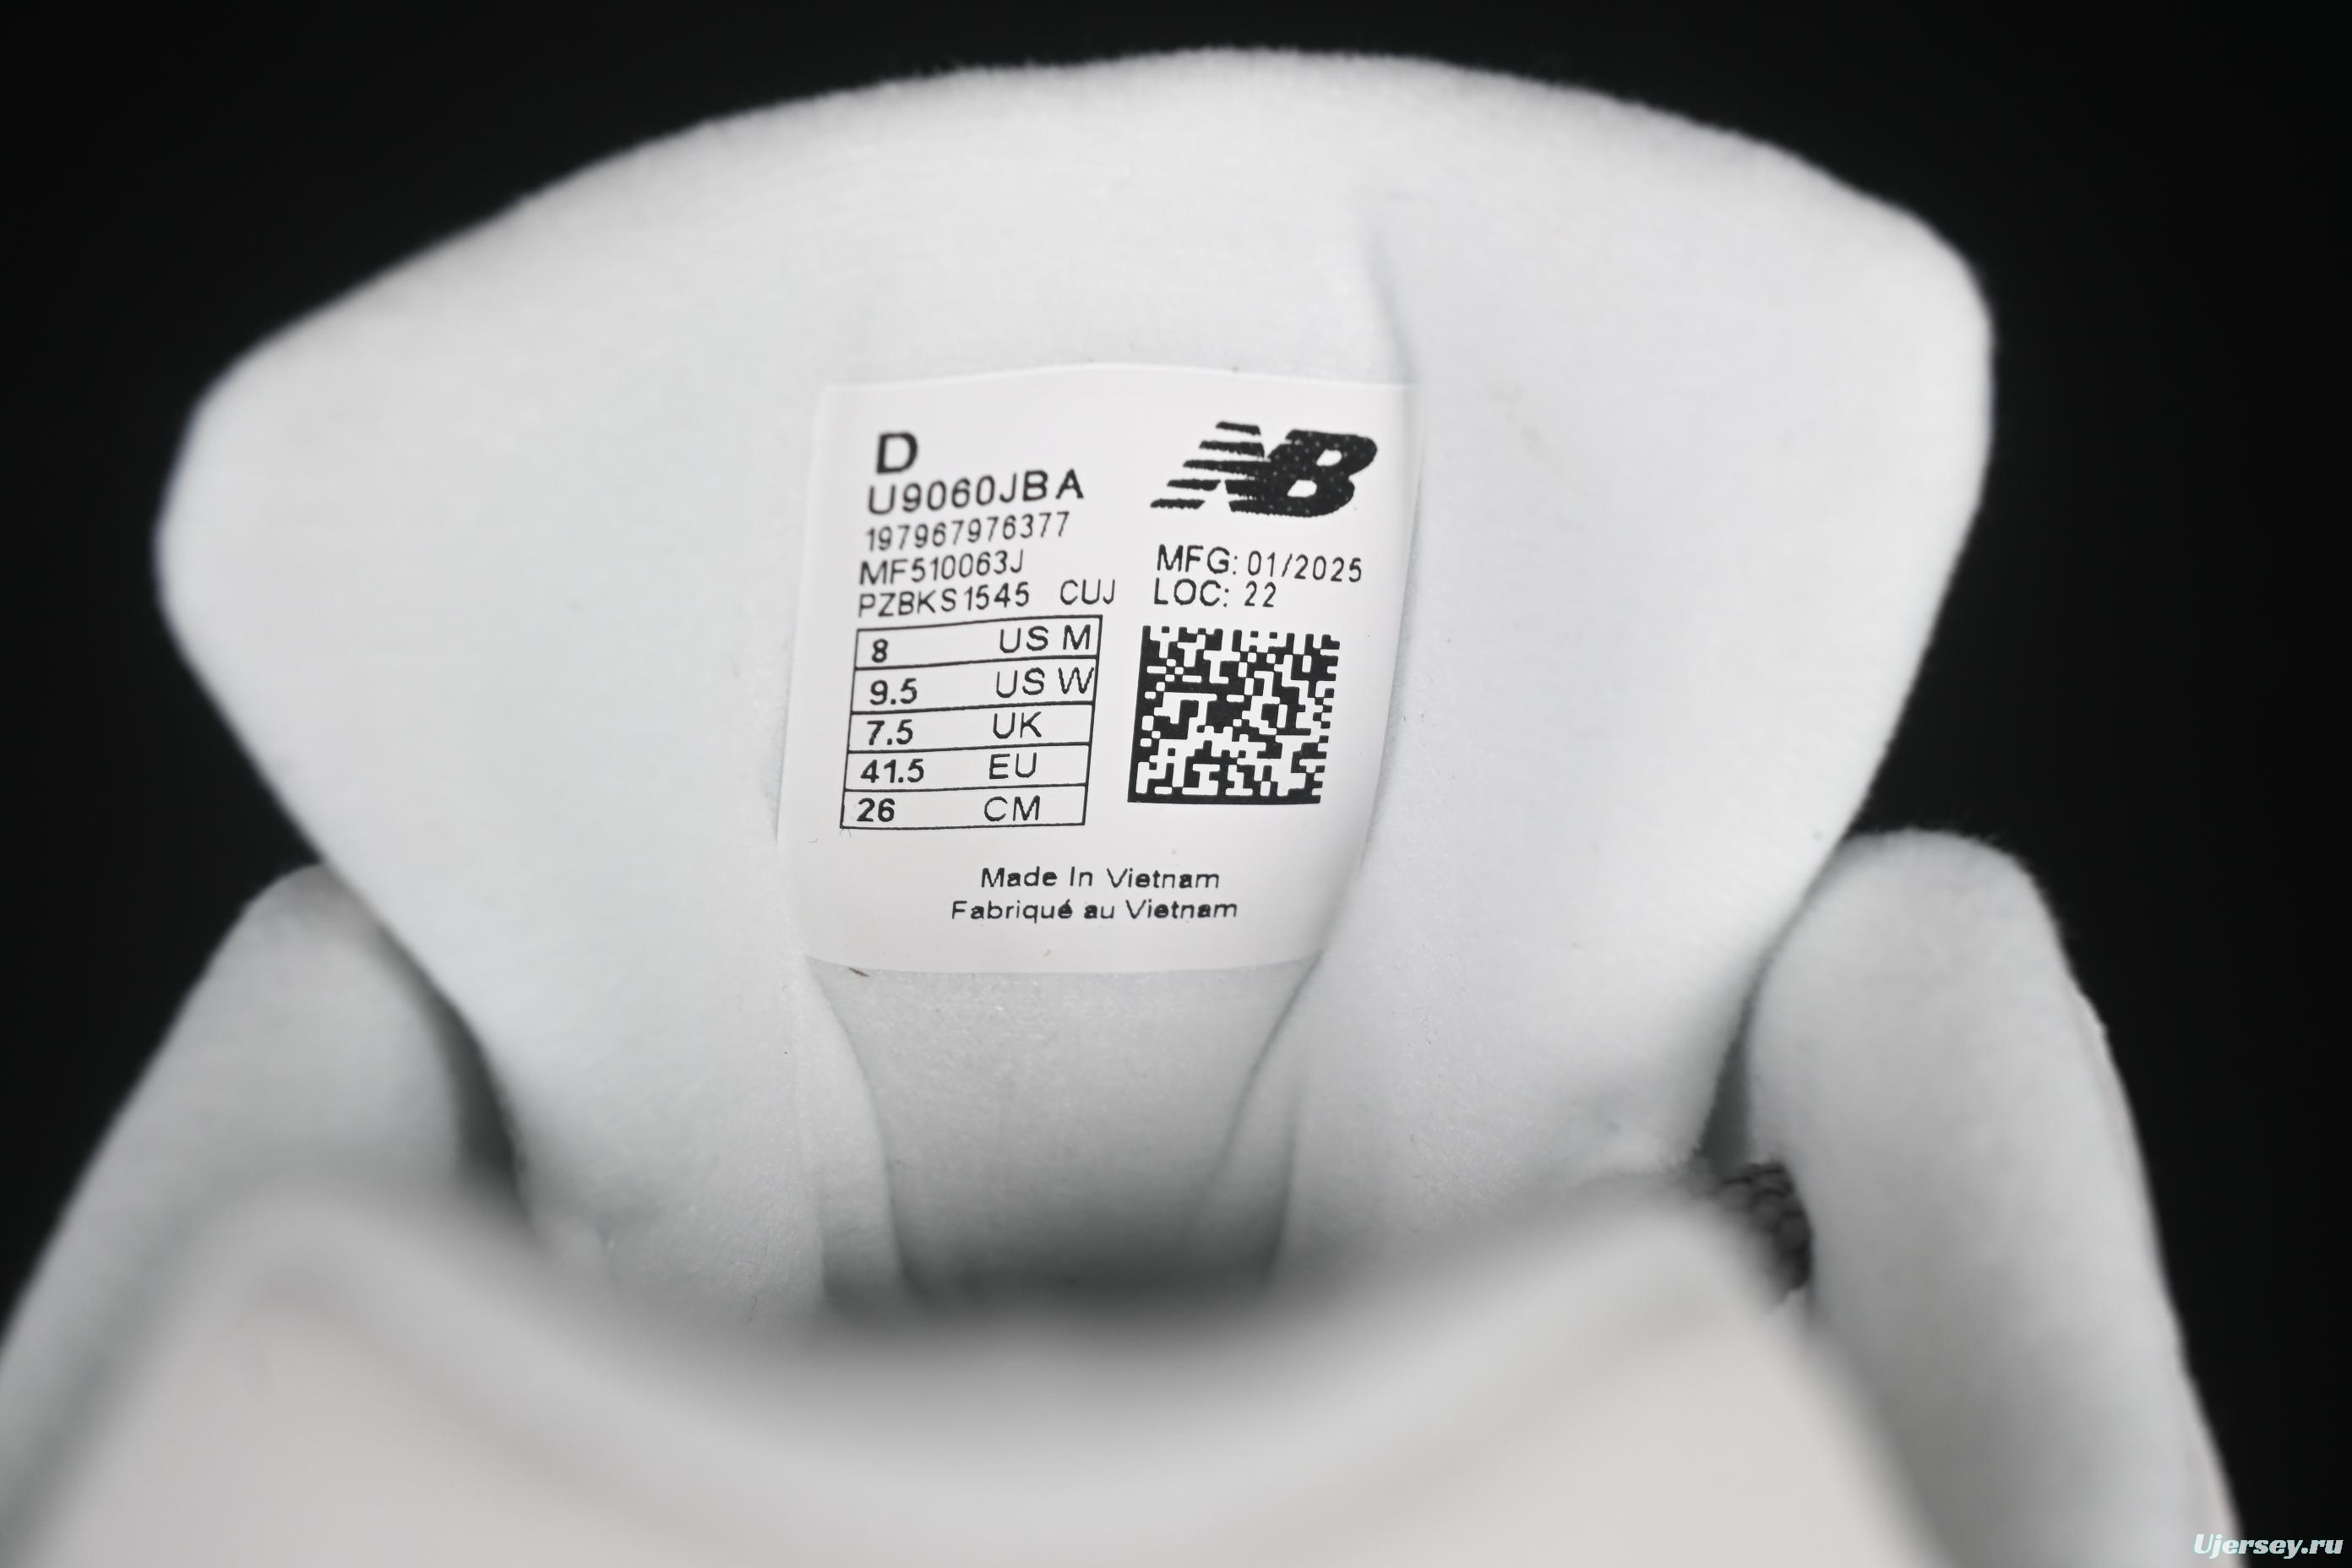 D
U9060JBA
197967976377
MF510063J
PZBKS1545 CUJ
NB
MFG: 01/2025
LOC: 22
8 US M
9.5 US W
7.5 UK
41.5 EU
26 CM
Made In Vietnam
Fabriqué au Vietnam
Ujersey.ru